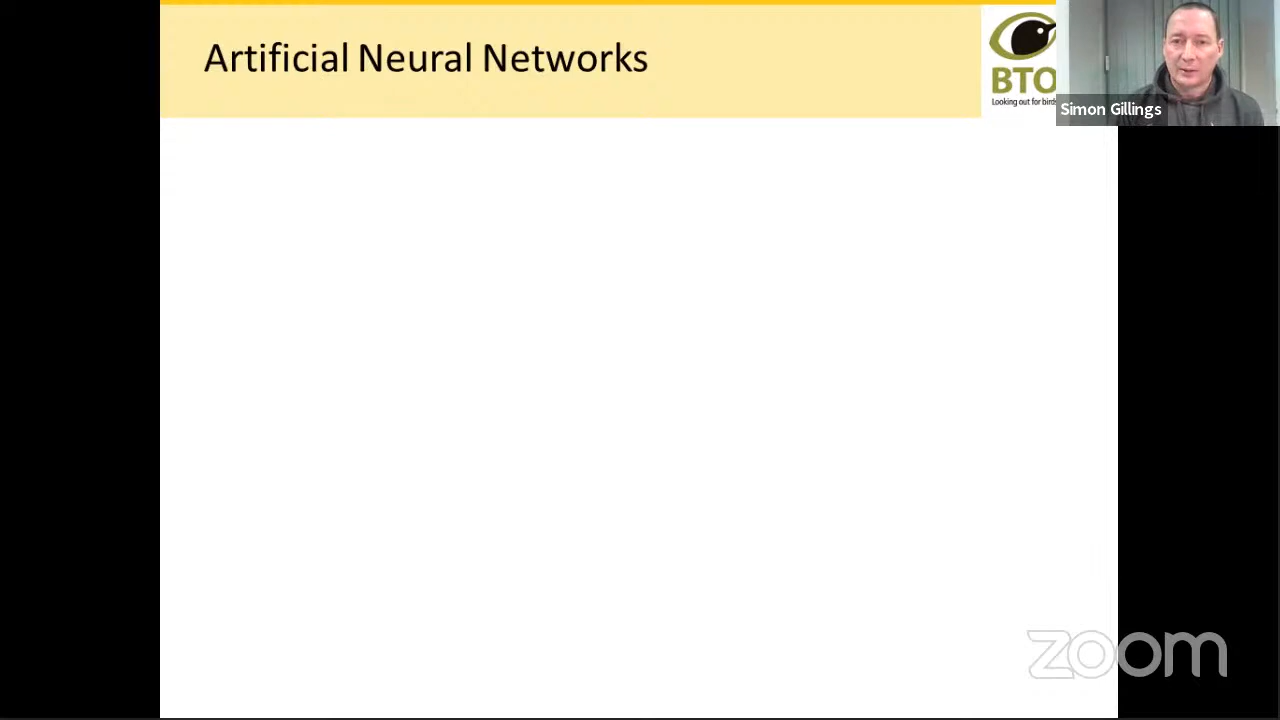 Artificial Neural Networks
BTO
Looking out for birds
Simon Gillings
zoom